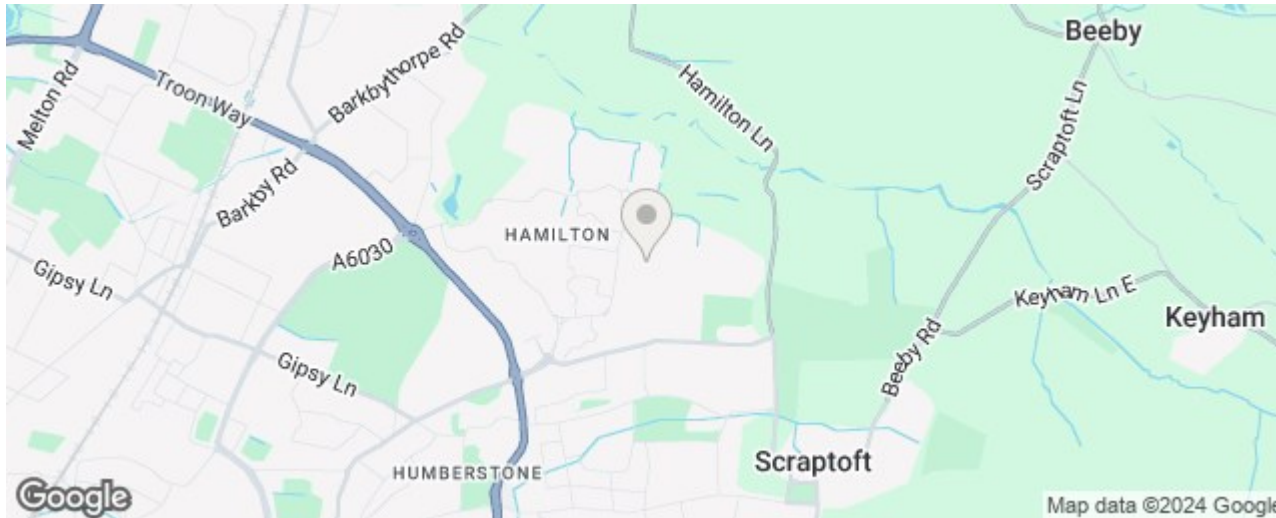 Beeby
Melton Rd
Troon Way
Barkbythorpe Rd
Hamilton Ln
Scraptoft Ln
Barkby Rd
HAMILTON
A6030
Gipsy Ln
Keyham Ln E
Keyham
Beeby Rd
Gipsy Ln
Scraptoft
HUMBERSTONE
Google
Map data ©2024 Google